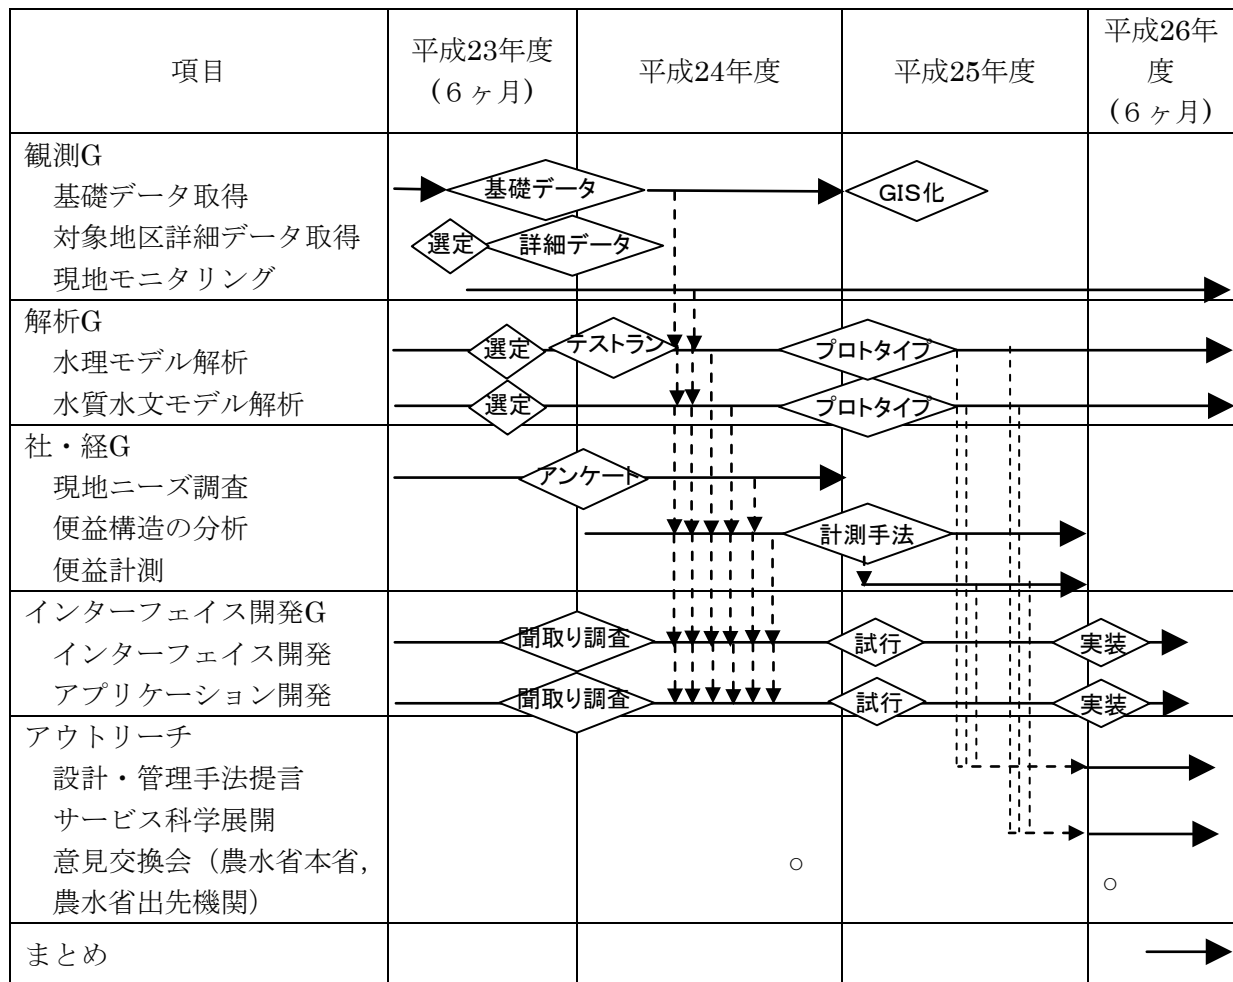 項目
平成23年度
(６ヶ月)
平成24年度
平成25年度
平成26年
度
(６ヶ月)
観測G
基礎データ取得
基礎データ
GIS化
対象地区詳細データ取得
選定
詳細データ
現地モニタリング
解析G
水理モデル解析
選定
テストラン
プロトタイプ
水質水文モデル解析
選定
プロトタイプ
社・経G
現地ニーズ調査
アンケート
便益構造の分析
計測手法
便益計測
インターフェイス開発G
インターフェイス開発
聞取り調査
試行
実装
アプリケーション開発
聞取り調査
試行
実装
アウトリーチ
設計・管理手法提言
サービス科学展開
意見交換会（農水省本省，
農水省出先機関）
○
○
まとめ